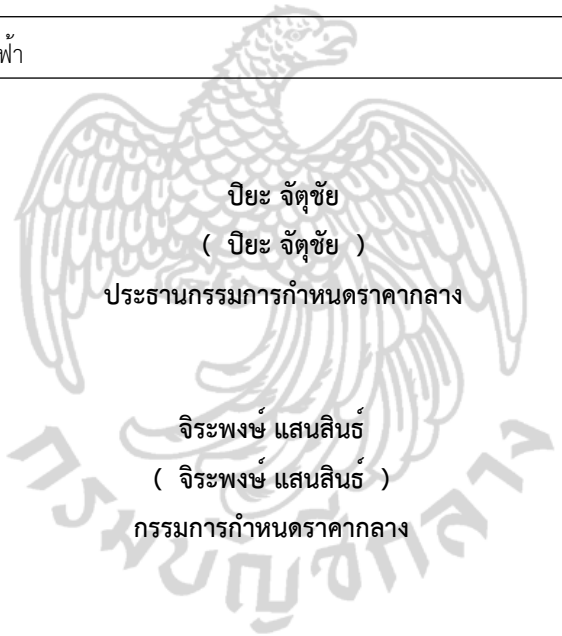 ฟ้า
ปิยะ จัตุชัย
( ปิยะ จัตุชัย )
ประธานกรรมการกำหนดราคากลาง
จิระพงษ์ แสนสินธ์
( จิระพงษ์ แสนสินธ์ )
กรรมการกำหนดราคากลาง
กรมบัญชีกลาง